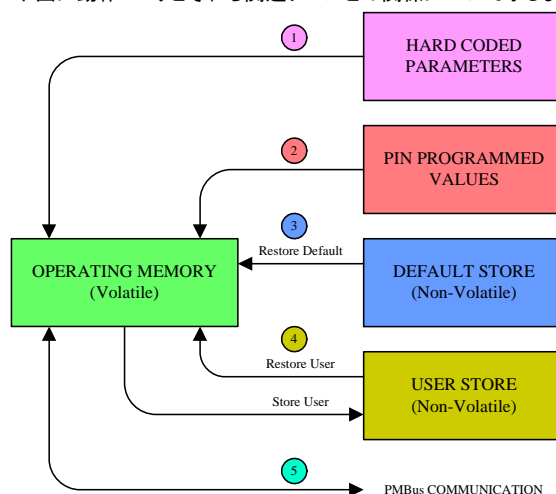 1
HARD CODED
PARAMETERS
2
PIN PROGRAMMED
VALUES
3
Restore Default
OPERATING MEMORY
(Volatile)
DEFAULT STORE
(Non-Volatile)
4
Restore User
Store User
USER STORE
(Non-Volatile)
5
PMBus COMMUNICATION